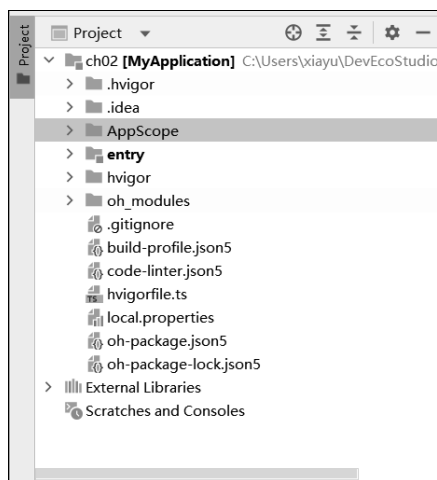 Project
Project
ch02 [MyApplication] C:\Users\xiayu\DevEcoStudio
.hvigor
.idea
AppScope
entry
hvigor
oh_modules
.gitignore
build-profile.json5
code-linter.json5
hvigorfile.ts
local.properties
oh-package.json5
oh-package-lock.json5
External Libraries
Scratches and Consoles